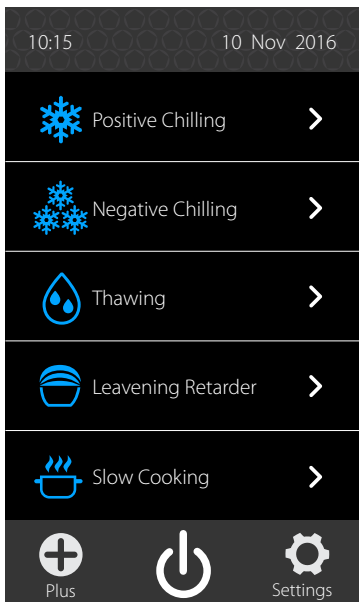 10:15 10 Nov 2016
Positive Chilling
Negative Chilling
Thawing
Leavening Retarder
Slow Cooking
Plus Settings